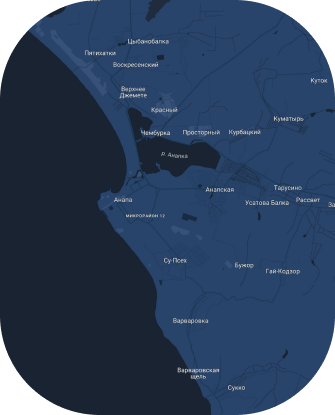 Цыбанобалка
Пятихатки
Воскресенский
Куток
Верхнее
Джемете
Красный
Куматырь
Чембурка
Просторный
Курбацкий
Р. Анапка
Анапская
Тарусино
Анапа
Усатова Балка
Рассвет
За
МИКРОРАЙОН 12
Су-Псех
Бужор
Гай-Кодзор
Варваровка
Варваровская
щель
Сукко